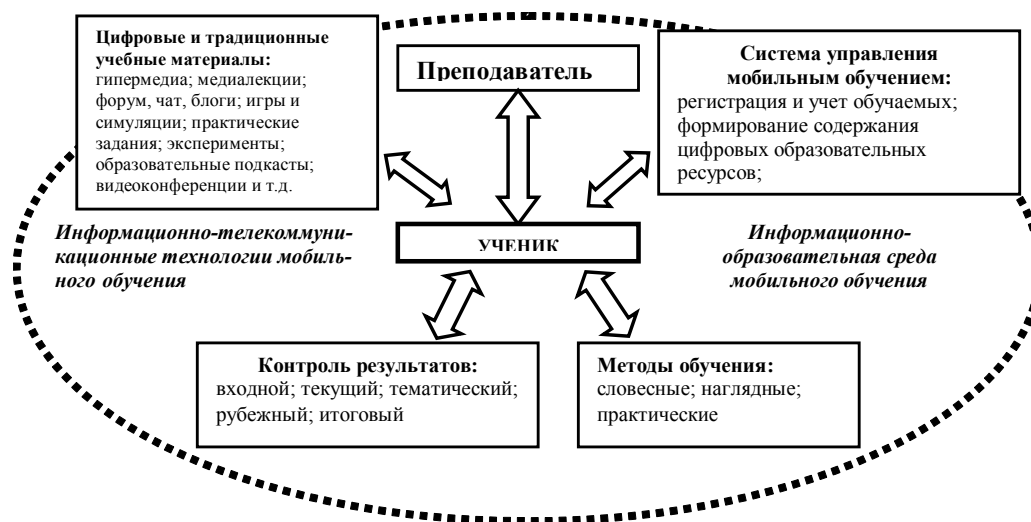 Цифровые и традиционные
учебные материалы:
гипермедиа; медиалекции;
форум, чат, блоги; игры и
симуляции; практические
задания; эксперименты;
образовательные подкасты;
видеоконференции и т.д.
Преподаватель
Система управления
мобильным обучением:
регистрация и учет обучаемых;
формирование содержания
цифровых образовательных
ресурсов;
Информационно-телекоммуни-
кационные технологии мобиль-
ного обучения
УЧЕНИК
Информационно-
образовательная среда
мобильного обучения
Контроль результатов:
входной; текущий; тематический;
рубежный; итоговый
Методы обучения:
словесные; наглядные;
практические